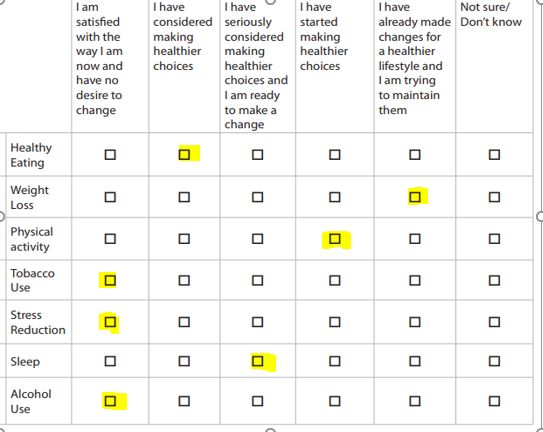 I am
satisfied
with the
way I am
now and
have no
desire to
change
I have
considered
making
healthier
choices
I have
seriously
considered
making
healthier
choices and
I am ready
to make a
change
I have
started
making
healthier
choices
I have
already made
changes for
a healthier
lifestyle and
I am trying
to maintain
them
Not sure/
Don't know
Healthy
Eating
Weight
Loss
Physical
activity
Tobacco
Use
Stress
Reduction
Sleep
Alcohol
Use